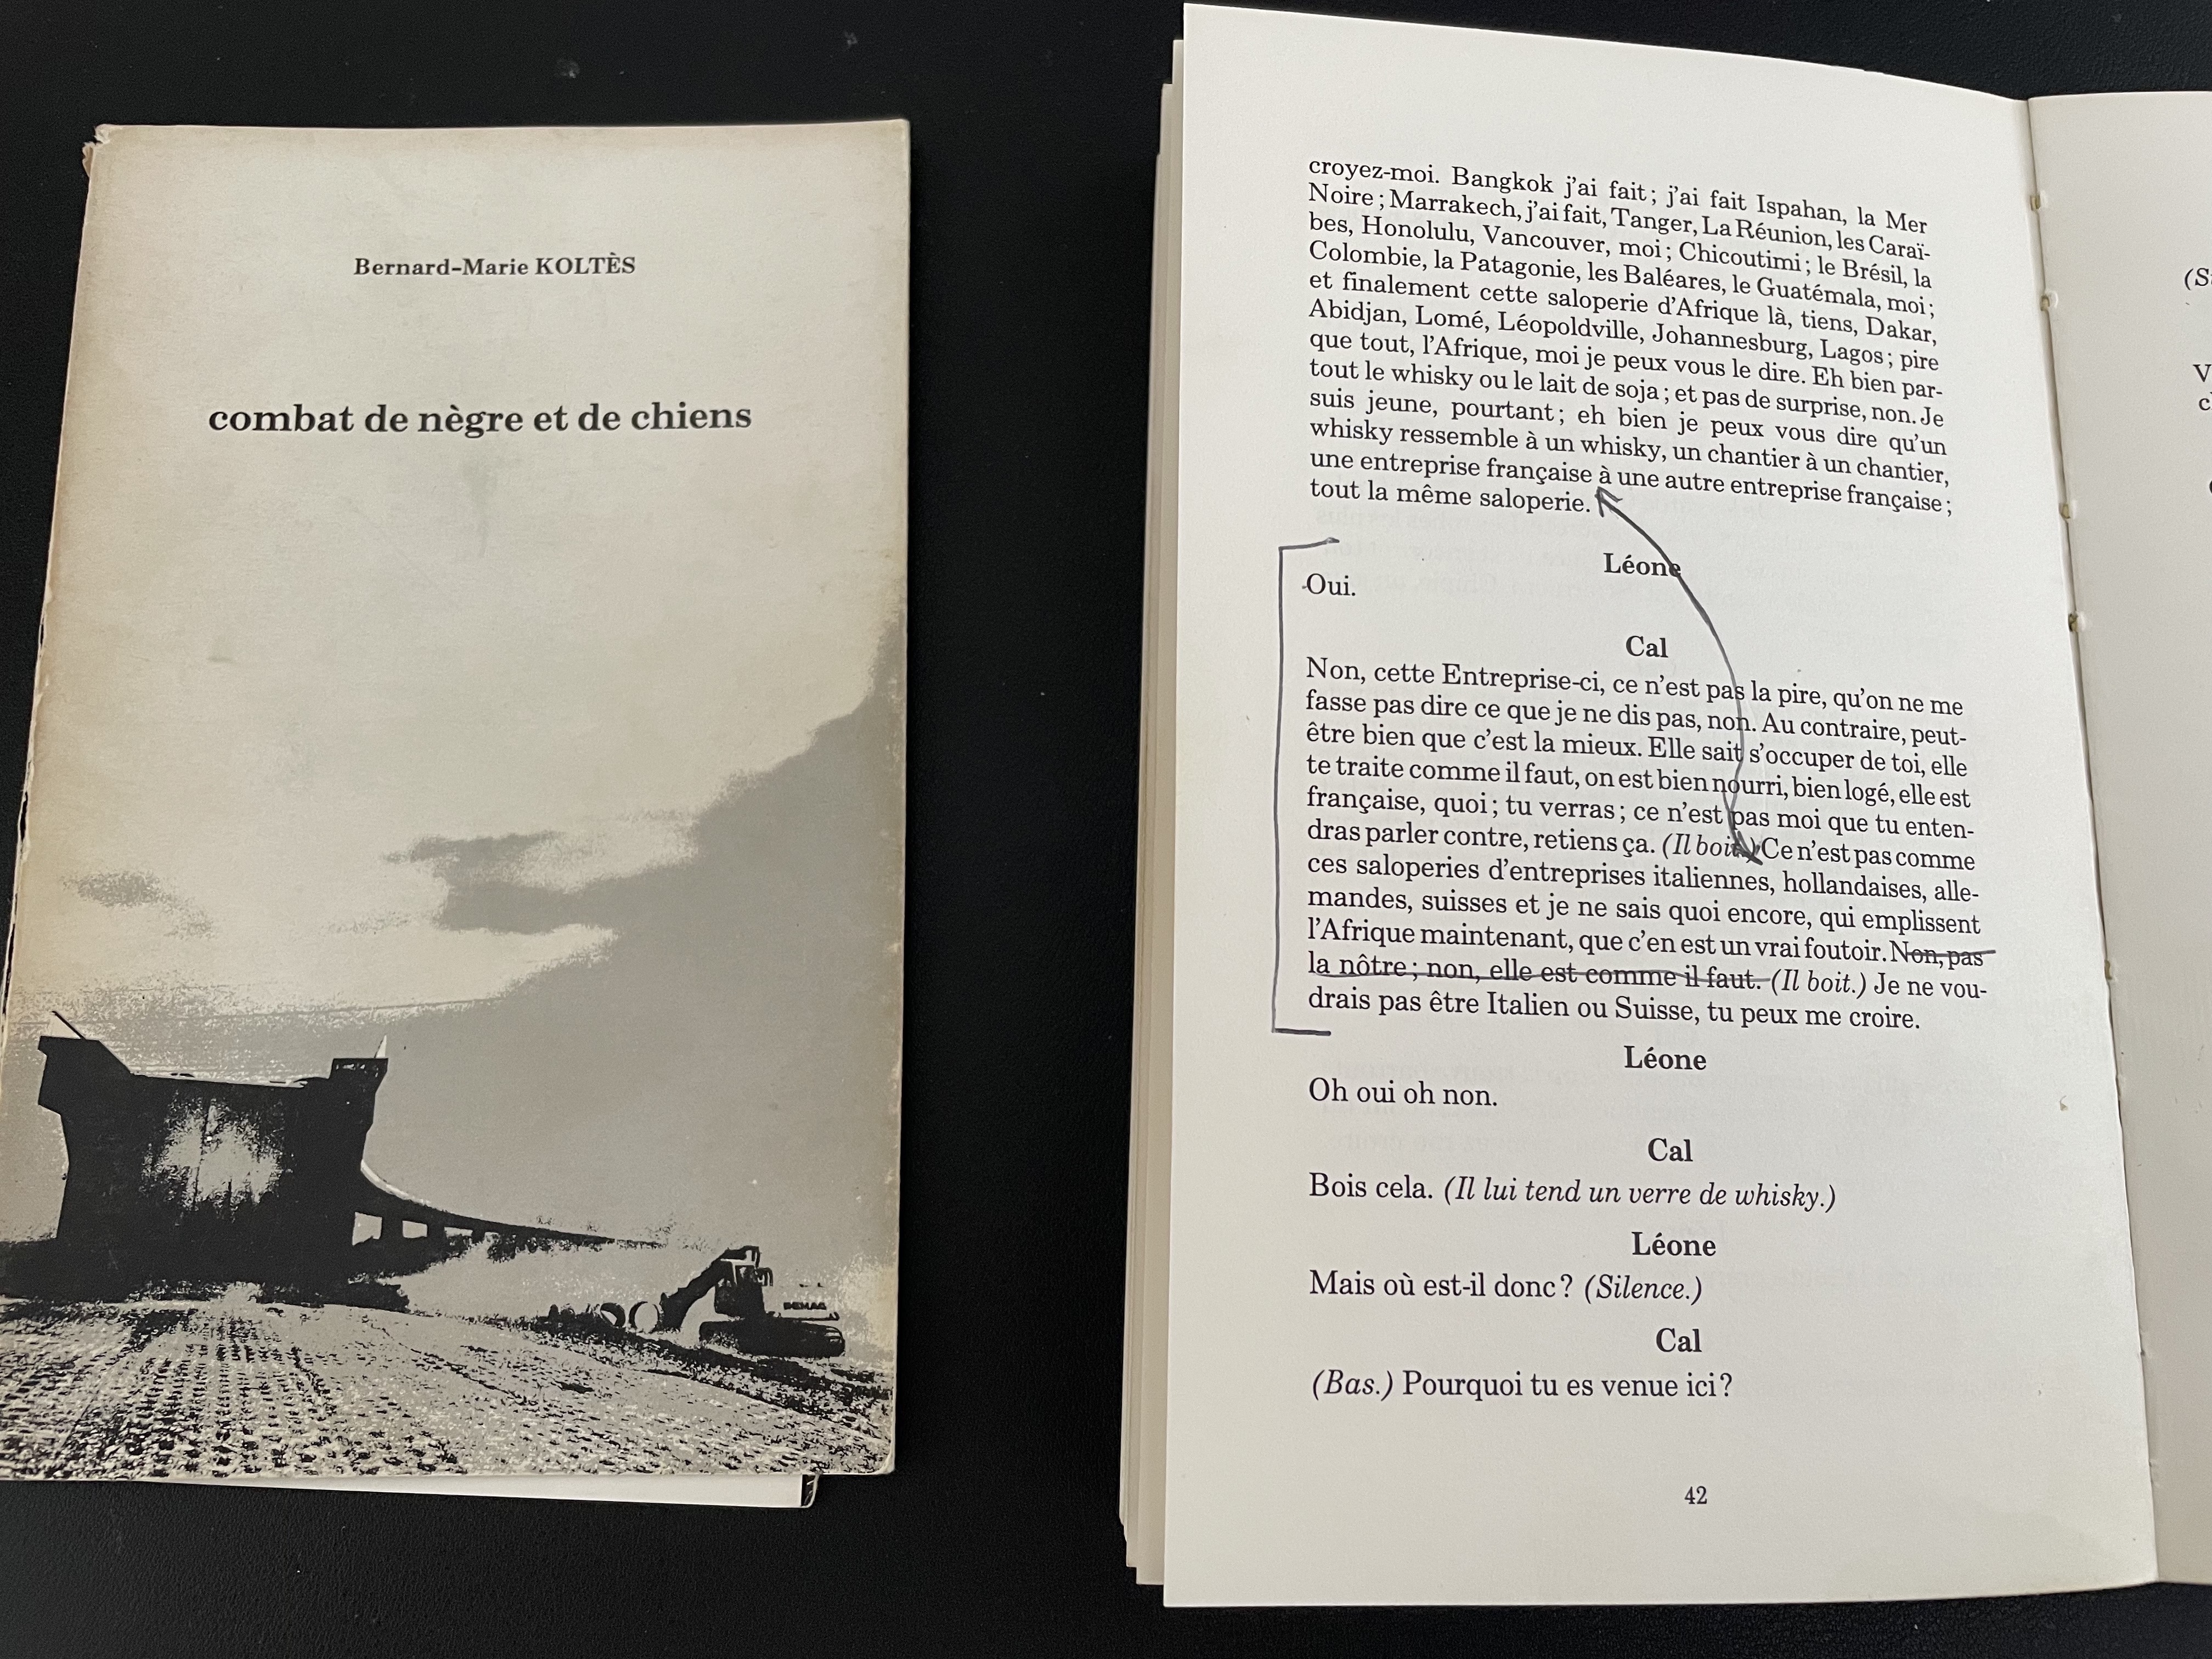 Bernard-Marie KOLTÈS
combat de nègre et de chiens
DEMAG
croyez-moi. Bangkok j'ai fait ; j'ai fait Ispahan, la Mer
Noire ; Marrakech, j'ai fait, Tanger, La Réunion, les Caraï-
bes, Honolulu, Vancouver, moi ; Chicoutimi ; le Brésil, la
Colombie, la Patagonie, les Baléares, le Guatémala, moi ;
et finalement cette saloperie d'Afrique là, tiens, Dakar,
Abidjan, Lomé, Léopoldville, Johannesburg, Lagos ; pire
que tout, l'Afrique, moi je peux vous le dire. Eh bien par-
tout le whisky ou le lait de soja ; et pas de surprise, non. Je
suis jeune, pourtant ; eh bien je peux vous dire qu'un
whisky ressemble à un whisky, un chantier à un chantier,
une entreprise française à une autre entreprise française ;
tout la même saloperie.
Léone
Oui.
Cal
Non, cette Entreprise-ci, ce n'est pas la pire, qu'on ne me
fasse pas dire ce que je ne dis pas, non. Au contraire, peut-
être bien que c'est la mieux. Elle sait s'occuper de toi, elle
te traite comme il faut, on est bien nourri, bien logé, elle est
française, quoi ; tu verras ; ce n'est pas moi que tu enten-
dras parler contre, retiens ça. (Il boit.) Ce n'est pas comme
ces saloperies d'entreprises italiennes, hollandaises, alle-
mandes, suisses et je ne sais quoi encore, qui emplissent
l'Afrique maintenant, que c'en est un vrai foutoir. Non, pas
la nôtre ; non, elle est comme il faut. (Il boit.) Je ne vou-
drais pas être Italien ou Suisse, tu peux me croire.
Léone
Oh oui oh non.
Cal
Bois cela. (Il lui tend un verre de whisky.)
Léone
Mais où est-il donc ? (Silence.)
Cal
(Bas.) Pourquoi tu es venue ici ?
42